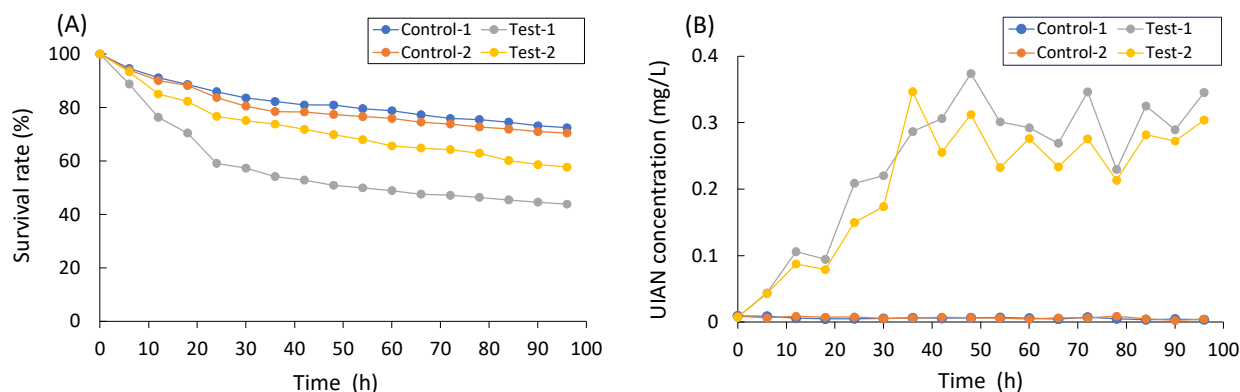 (A)
Control-1 Test-1
Control-2 Test-2
Survival rate (%)
100
80
60
40
20
0
0 10 20 30 40 50 60 70 80 90 100
Time (h)
(B)
Control-1 Test-1
Control-2 Test-2
UIAN concentration (mg/L)
0.4
0.3
0.2
0.1
0
0 10 20 30 40 50 60 70 80 90 100
Time (h)